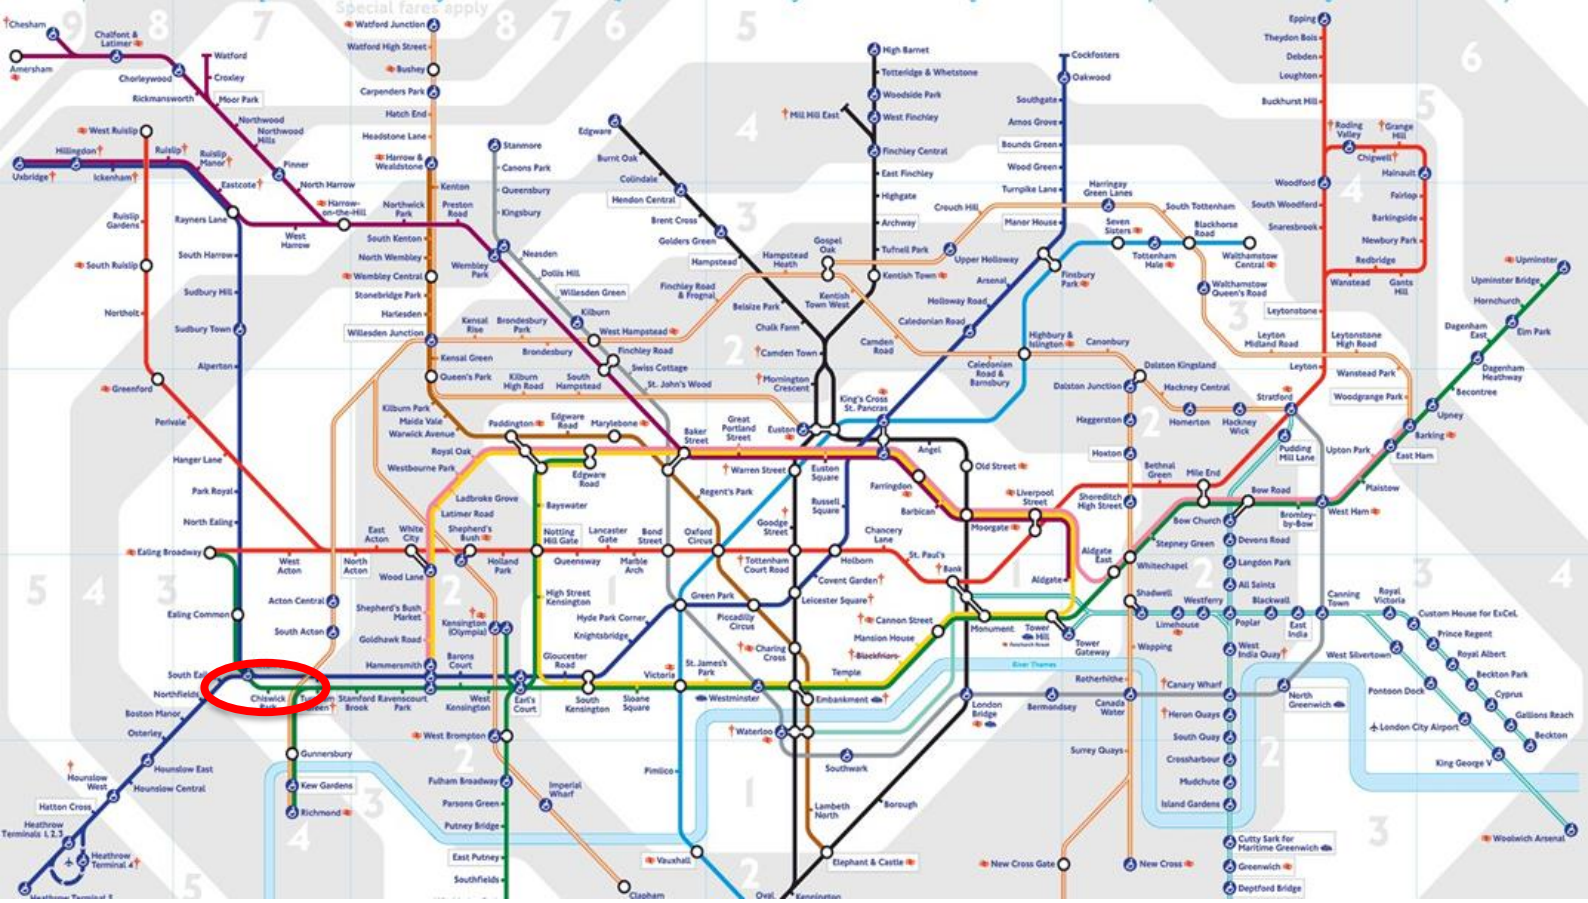 Special fares apply
9
8
7
8
7
6
5
6
Chesham
Chalfont &
Latimer
Amersham
Chorleywood
Rickmansworth
Watford
Croxley
Moor Park
Northwood
Northwood
Hills
Pinner
North Harrow
Harrow-
on-the-Hill
Watford Junction
Watford High Street
Bushey
Carpenders Park
Hatch End
Headstone Lane
Harrow &
Wealdstone
Kenton
Northwick
Park
Preston
Road
South Kenton
North Wembley
Wembley Central
Stonebridge Park
Harlesden
Willesden Junction
Kensal Green
Queen's Park
Kilburn Park
Maida Vale
Warwick Avenue
West Ruislip
Hillingdon
Uxbridge
Ickenham
Ruislip
Ruislip
Manor
Eastcote
Rayners Lane
West
Harrow
Ruislip
Gardens
South Ruislip
Northolt
Greenford
Perivale
Hanger Lane
South Harrow
Sudbury Hill
Sudbury Town
Alperton
Park Royal
North Ealing
Ealing Broadway
Ealing Common
West
Acton
North
Acton
East
Acton
White
City
Wood Lane
Acton Central
South Acton
South Ea
Northfields
Boston Manor
Osterley
Hounslow East
Hounslow Central
Hounslow
West
Hatton Cross
Heathrow
Terminals 1, 2, 3
Heathrow
Terminal 4
Heathrow Terminal 5
Chiswick
Park
Stamford
Brook
Ravenscourt
Park
Gunnersbury
Kew Gardens
Richmond
Stanmore
Canons Park
Queensbury
Kingsbury
Wembley
Park
Neasden
Dollis Hill
Willesden Green
Kilburn
West Hampstead
Finchley Road
Swiss Cottage
St. John's Wood
Kensal
Rise
Brondesbury
Park
Brondesbury
Kilburn
High Road
South
Hampstead
Finchley Road
& Frognal
Hampstead
Heath
Gospel
Oak
Kentish
Town West
Camden
Road
Edgware
Burnt Oak
Colindale
Hendon Central
Brent Cross
Golders Green
Hampstead
Belsize Park
Chalk Farm
Camden Town
Mornington
Crescent
Euston
High Barnet
Totteridge & Whetstone
Woodside Park
West Finchley
Mill Hill East
Finchley Central
East Finchley
Highgate
Archway
Tufnell Park
Kentish Town
Cockfosters
Oakwood
Southgate
Arnos Grove
Bounds Green
Wood Green
Turnpike Lane
Manor House
Crouch Hill
Upper Holloway
Harringay
Green Lanes
South Tottenham
Seven
Sisters
Tottenham
Hale
Blackhorse
Road
Walthamstow
Central
Walthamstow
Queen's Road
Finsbury
Park
Arsenal
Holloway Road
Caledonian Road
Caledonian
Road &
Barnsbury
Highbury &
Islington
Canonbury
Dalston Kingsland
Dalston Junction
Hackney Central
Haggerston
Homerton
Hackney
Wick
Stratford
Hoxton
Shoreditch
High Street
Leyton
Midland Road
Leytonstone
High Road
Wanstead Park
Woodgrange Park
Epping
Theydon Bois
Debden
Loughton
Buckhurst Hill
Roding
Valley
Grange
Hill
Chigwell
Hainault
Fairlop
Barkingside
Newbury Park
Gants
Hill
Redbridge
Wanstead
Woodford
South Woodford
Snaresbrook
Leytonstone
Leyton
Upminster
Upminster Bridge
Hornchurch
Elm Park
Dagenham
East
Dagenham
Heathway
Becontree
Upney
Barking
East Ham
Upton Park
Plaistow
West Ham
Bromley-
by-Bow
Bow Road
Bow Church
Pudding
Mill Lane
Mile End
Bethnal
Green
Stepney Green
Whitechapel
Aldgate
East
Aldgate
Paddington
Edgware
Road
Marylebone
Baker
Street
Great
Portland
Street
King's Cross
St. Pancras
Euston
Square
Warren Street
Angel
Old Street
Farringdon
Barbican
Moorgate
Liverpool
Street
Royal Oak
Westbourne Park
Ladbroke Grove
Latimer Road
Shepherd's
Bush
Shepherd's Bush
Market
Goldhawk Road
Hammersmith
Holland
Park
Notting
Hill Gate
Bayswater
Edgware
Road
Queensway
Lancaster
Gate
Marble
Arch
Bond
Street
Oxford
Circus
Regent's Park
Goodge
Street
Tottenham
Court Road
Russell
Square
Holborn
Chancery
Lane
St. Paul's
Bank
High Street
Kensington
Kensington
(Olympia)
Hyde Park Corner
Knightsbridge
Green Park
Piccadilly
Circus
Covent Garden
Leicester Square
Charing
Cross
Cannon Street
Mansion House
Blackfriars
Temple
Embankment
Monument
Tower
Hill
Fenchurch Street
Tower
Gateway
Barons
Court
West
Kensington
Earl's
Court
Gloucester
Road
South
Kensington
Sloane
Square
Victoria
St. James's
Park
Westminster
Waterloo
Southwark
London
Bridge
Bermondsey
Canada
Water
Rotherhithe
Wapping
Shadwell
Surrey Quays
New Cross Gate
New Cross
River Thames
West Brompton
Fulham Broadway
Parsons Green
Putney Bridge
East Putney
Southfields
Imperial
Wharf
Clapham
Pimlico
Vauxhall
Oval
Kennington
Lambeth
North
Elephant & Castle
Borough
Devons Road
Langdon Park
All Saints
Limehouse
Westferry
Poplar
Blackwall
East
India
Canning
Town
West
India Quay
Canary Wharf
Heron Quays
South Quay
Crossharbour
Mudchute
Island Gardens
Cutty Sark for
Maritime Greenwich
Greenwich
Deptford Bridge
North
Greenwich
Royal
Victoria
Custom House for ExCeL
Prince Regent
Royal Albert
Beckton Park
Cyprus
Gallions Reach
Beckton
West Silvertown
Pontoon Dock
London City Airport
King George V
Woolwich Arsenal